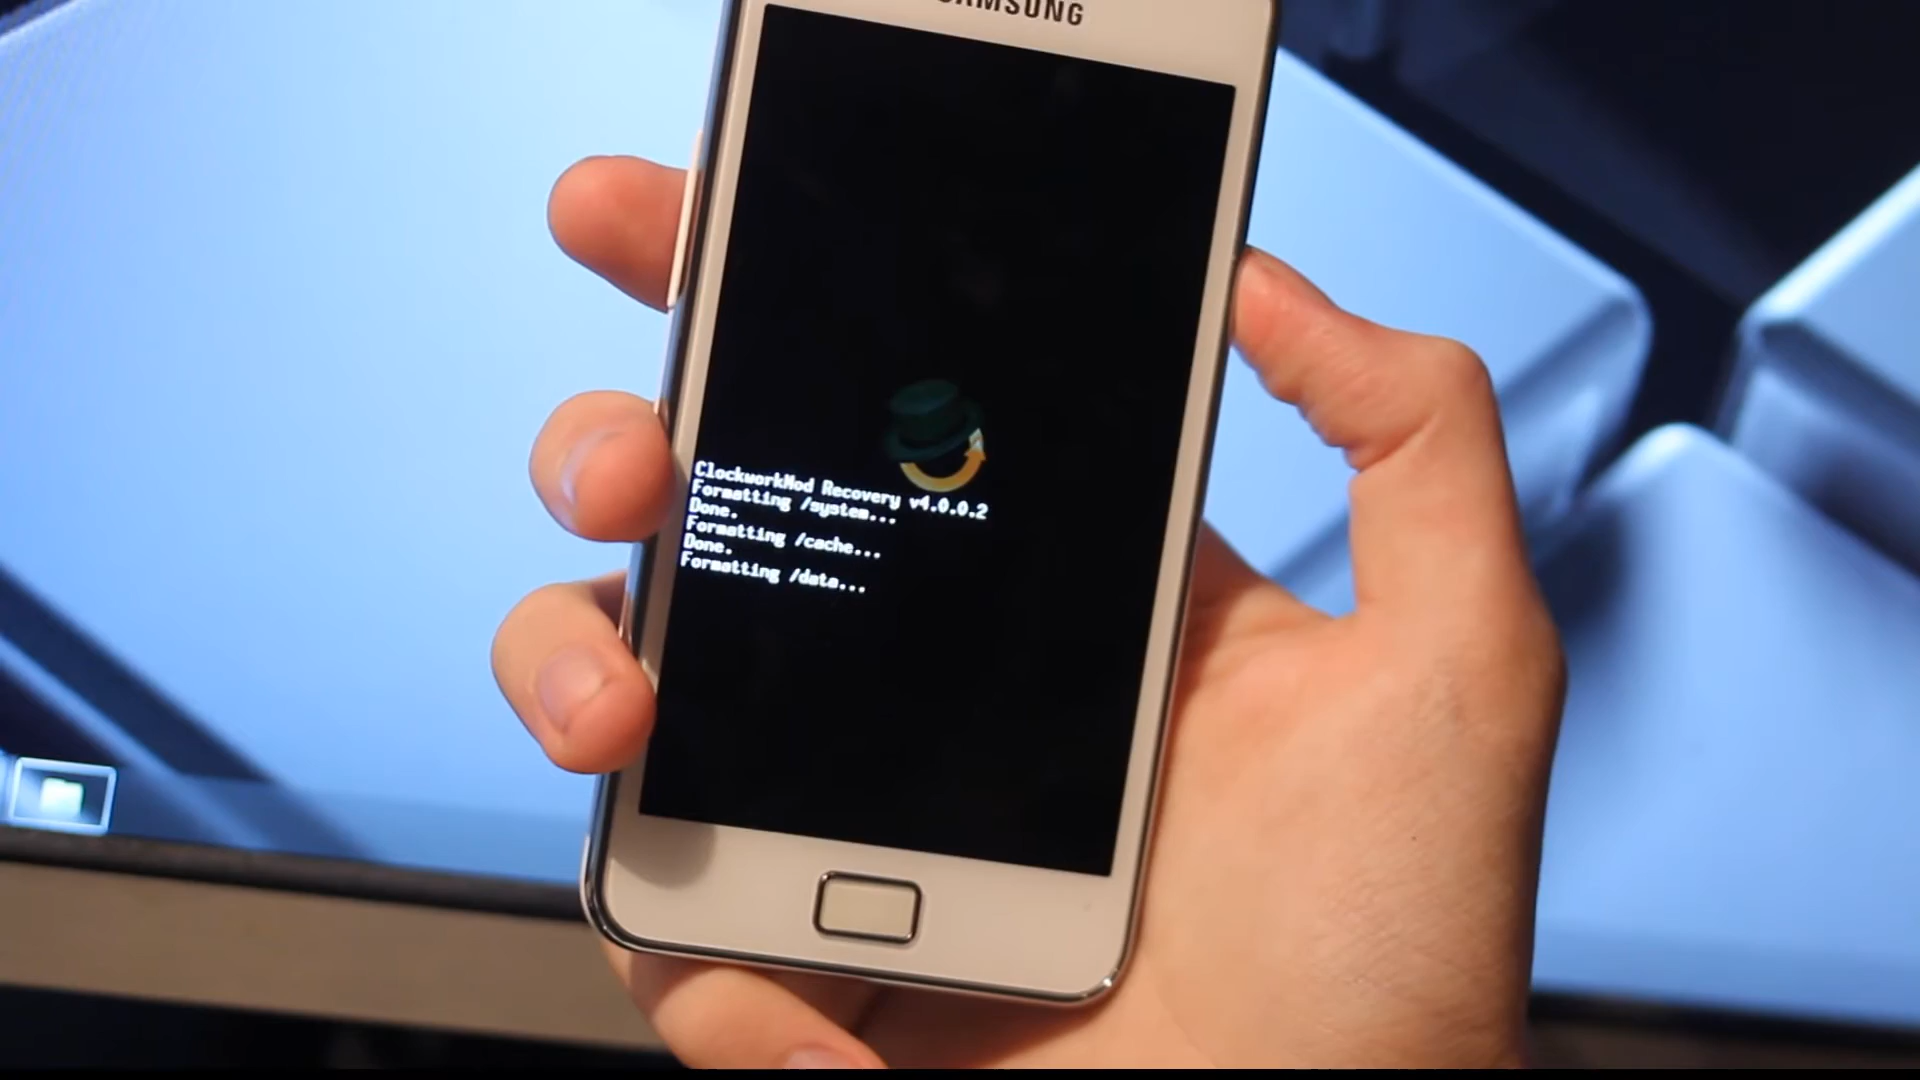 SAMSUNG
ClockworkMod Recovery v4.0.0.2
Formatting /system...
Done.
Formatting /cache...
Done.
Formatting /data...